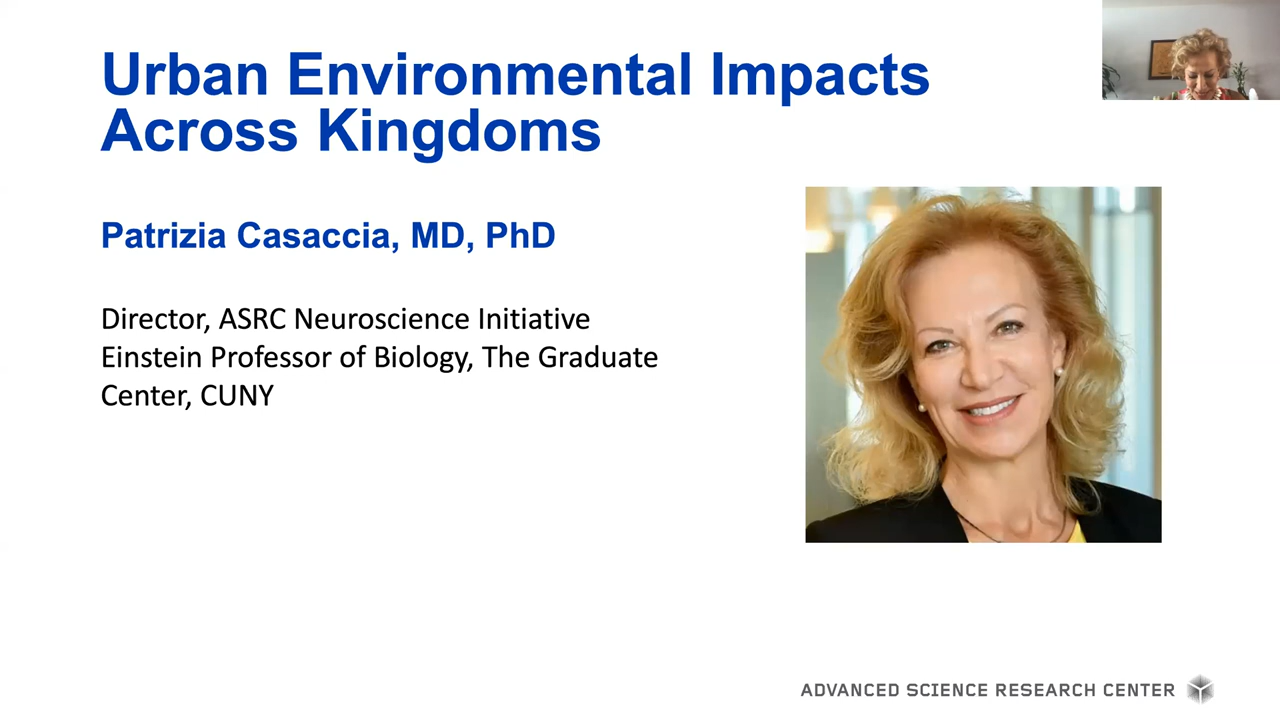 Urban Environmental Impacts
Across Kingdoms
Patrizia Casaccia, MD, PhD
Director, ASRC Neuroscience Initiative
Einstein Professor of Biology, The Graduate
Center, CUNY
ADVANCED SCIENCE RESEARCH CENTER